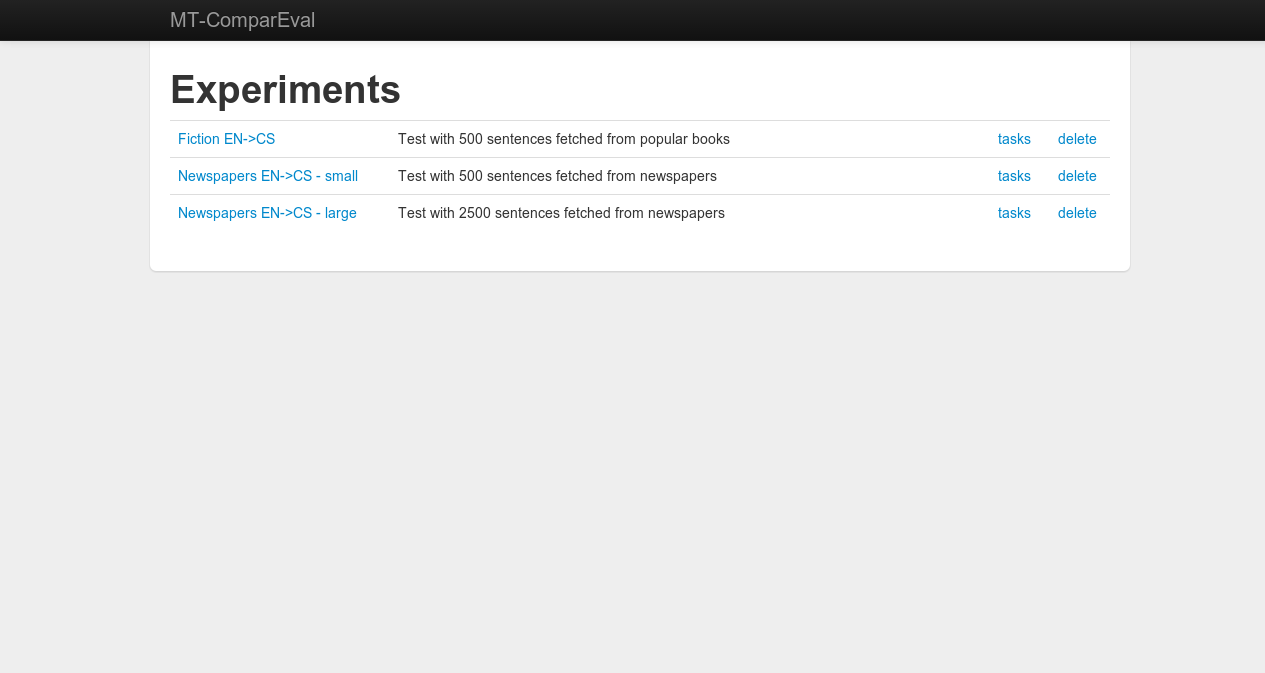 MT-ComparEval
Experiments
Fiction EN->CS Test with 500 sentences fetched from popular books tasks delete
Newspapers EN->CS - small Test with 500 sentences fetched from newspapers tasks delete
Newspapers EN->CS - large Test with 2500 sentences fetched from newspapers tasks delete